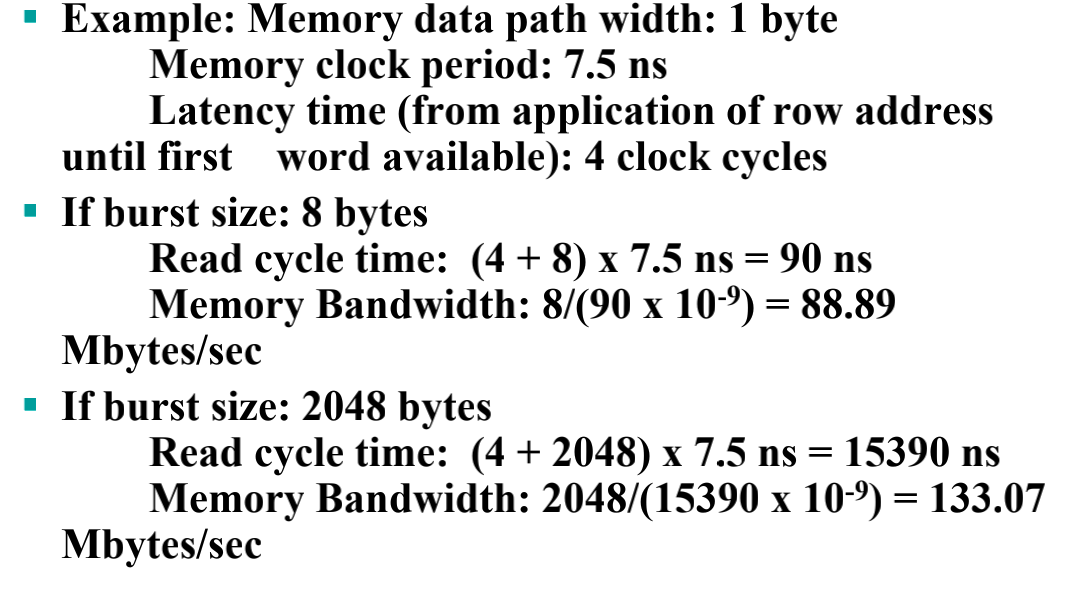 ▪ Example: Memory data path width: 1 byte
Memory clock period: 7.5 ns
Latency time (from application of row address
until first word available): 4 clock cycles
▪ If burst size: 8 bytes
Read cycle time: (4 + 8) x 7.5 ns = 90 ns
Memory Bandwidth: 8/(90 x 10⁻⁹) = 88.89
Mbytes/sec
▪ If burst size: 2048 bytes
Read cycle time: (4 + 2048) x 7.5 ns = 15390 ns
Memory Bandwidth: 2048/(15390 x 10⁻⁹) = 133.07
Mbytes/sec